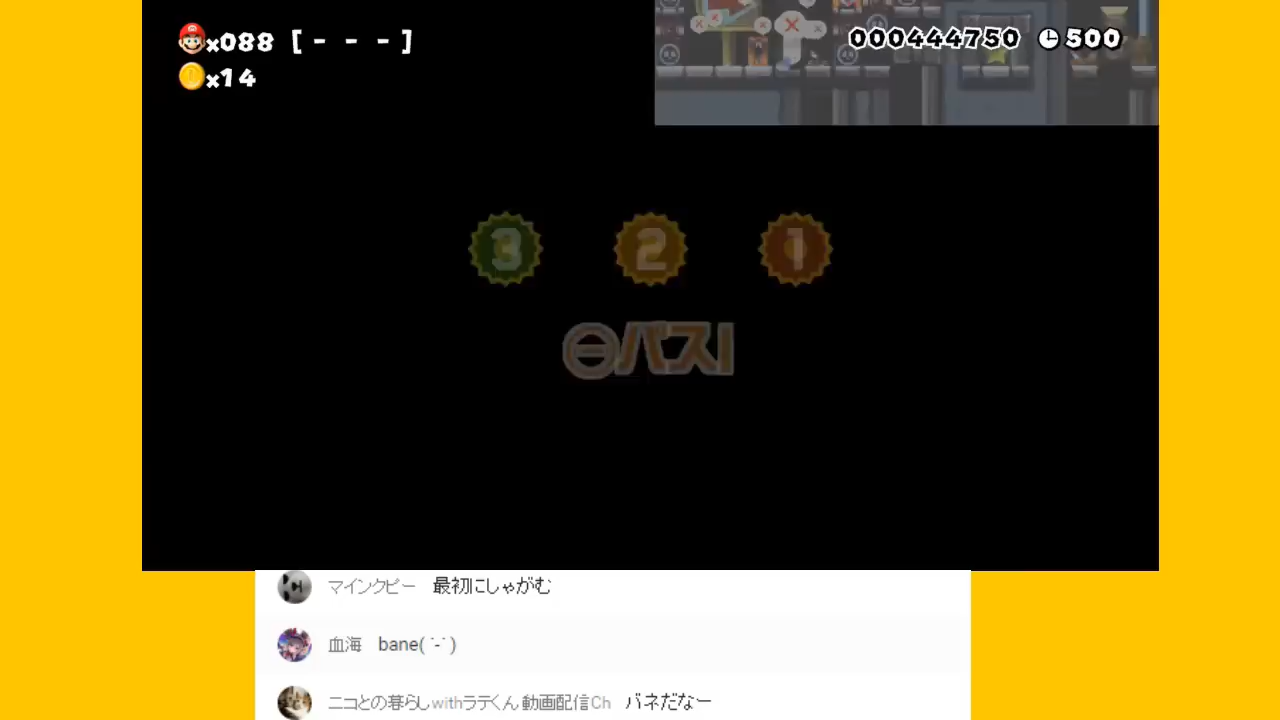 x088 [ - - - ]
000444750 500
x14
3 2 1
⊖パス!
マインクビー 最初にしゃがむ
血海 bane( ˙-˙ )
ニコとの暮らしwithラテくん動画配信Ch バネだなー